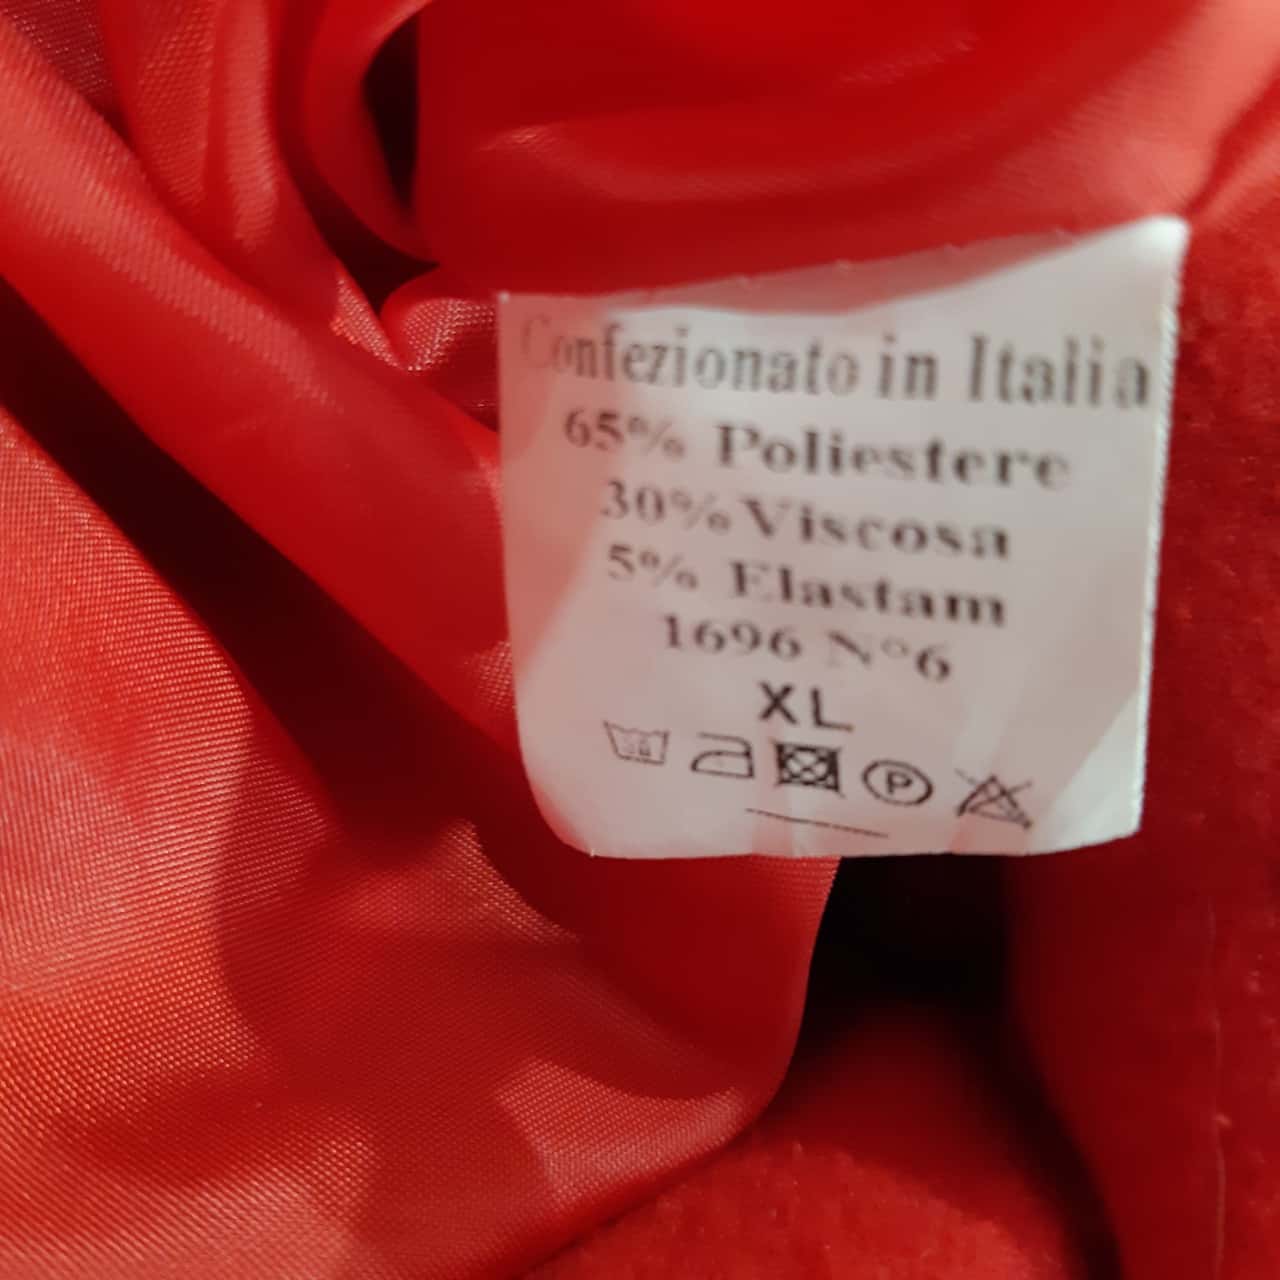 Confezionato in Italia
65% Poliestere
30% Viscosa
5% Elastam
1696 N°6
XL
P